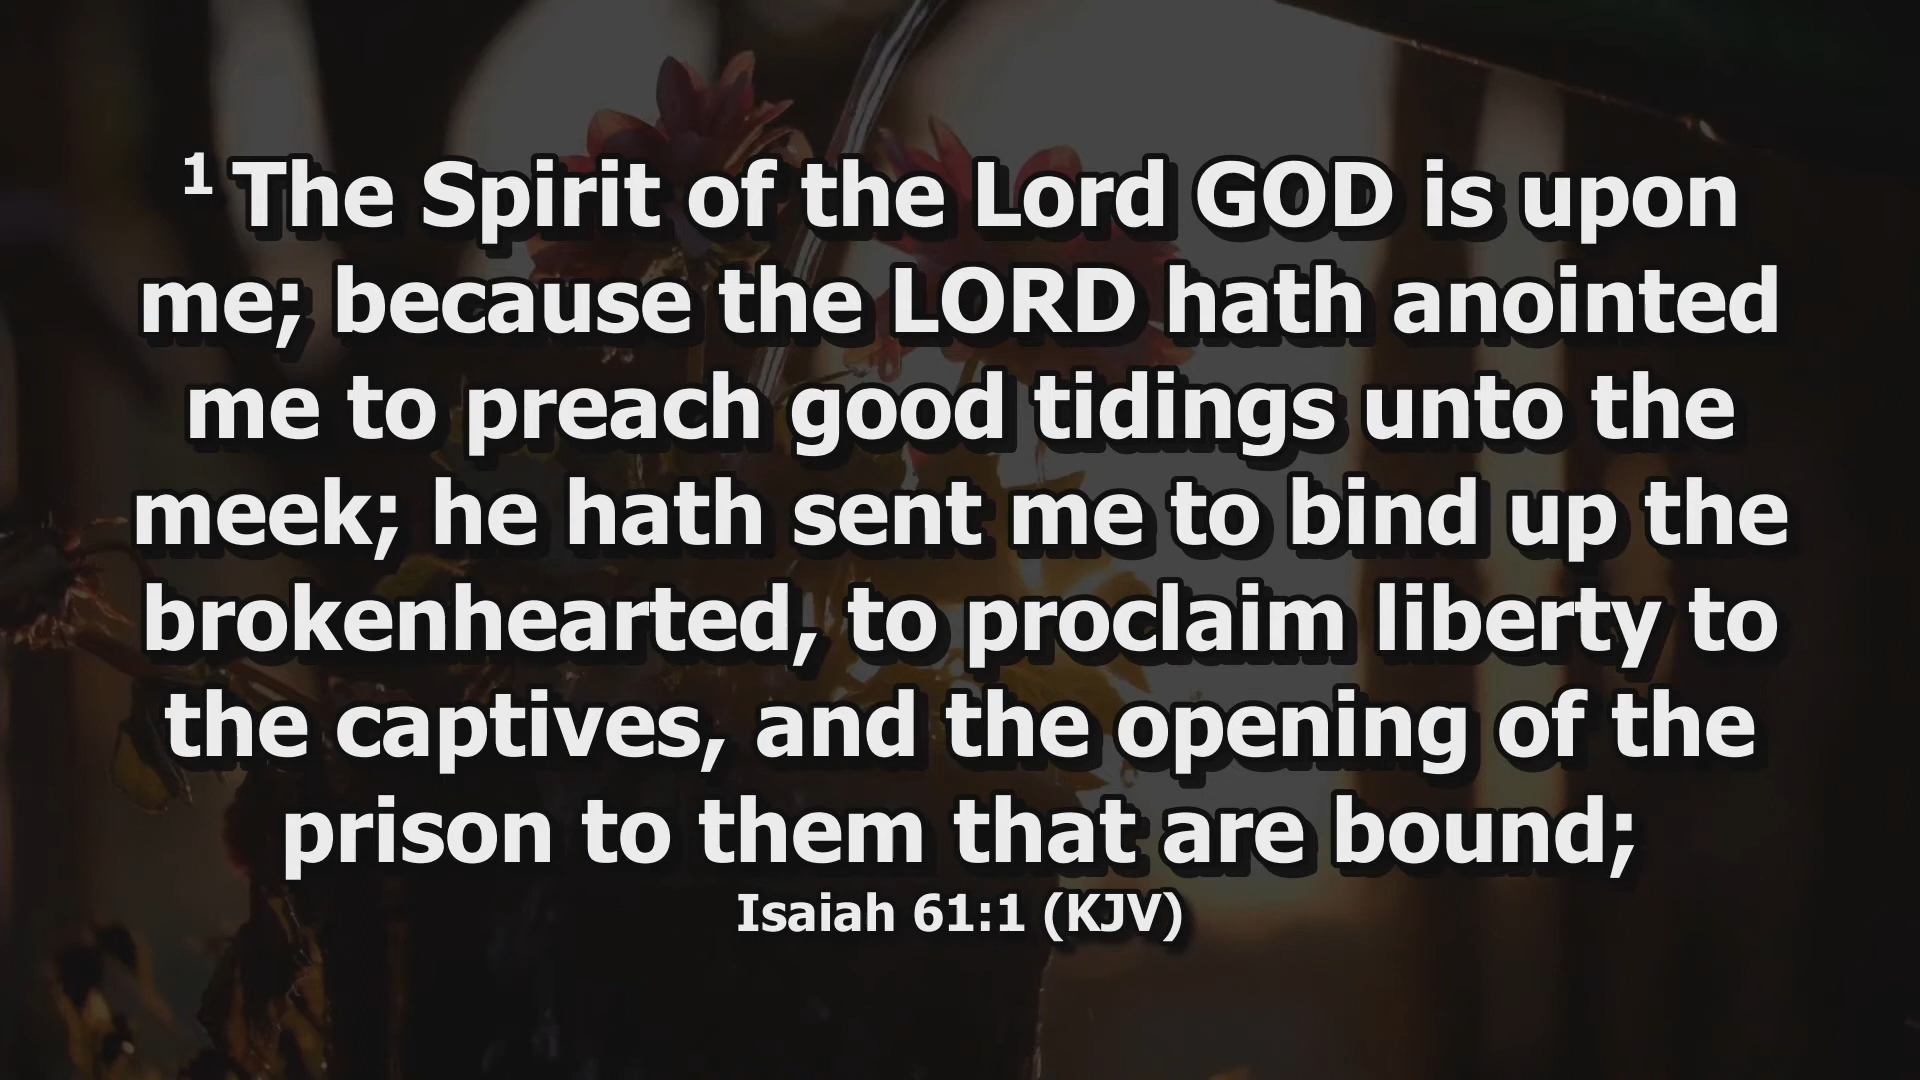 1 The Spirit of the Lord GOD is upon
me; because the LORD hath anointed
me to preach good tidings unto the
meek; he hath sent me to bind up the
brokenhearted, to proclaim liberty to
the captives, and the opening of the
prison to them that are bound;
Isaiah 61:1 (KJV)